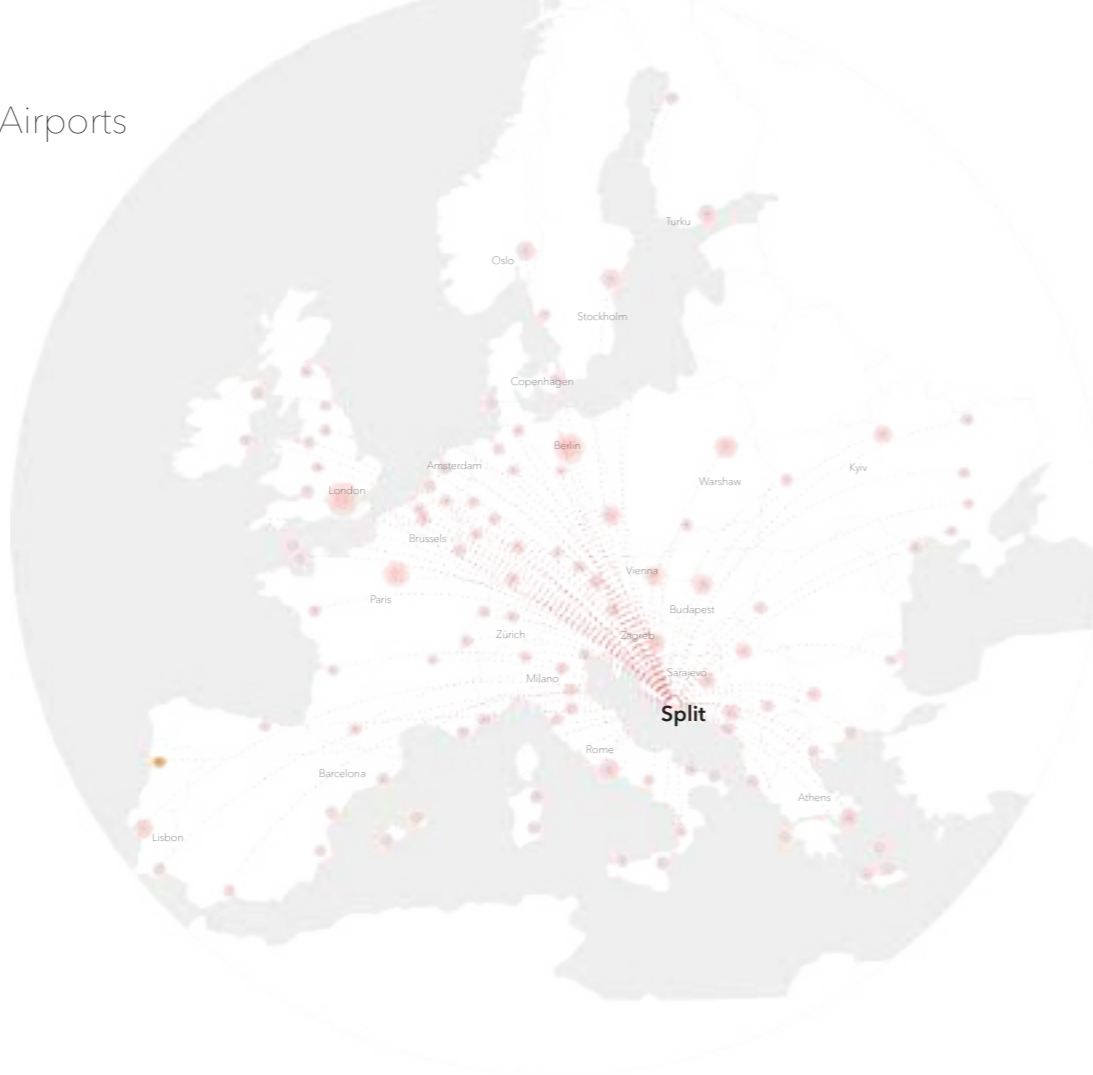 Airports
Turku
Oslo
Stockholm
Copenhagen
Berlin
Amsterdam
Kyiv
Warshaw
London
Brussels
Vienna
Paris
Budapest
Zürich
Zagreb
Milano
Sarajevo
Split
Rome
Barcelona
Athens
Lisbon